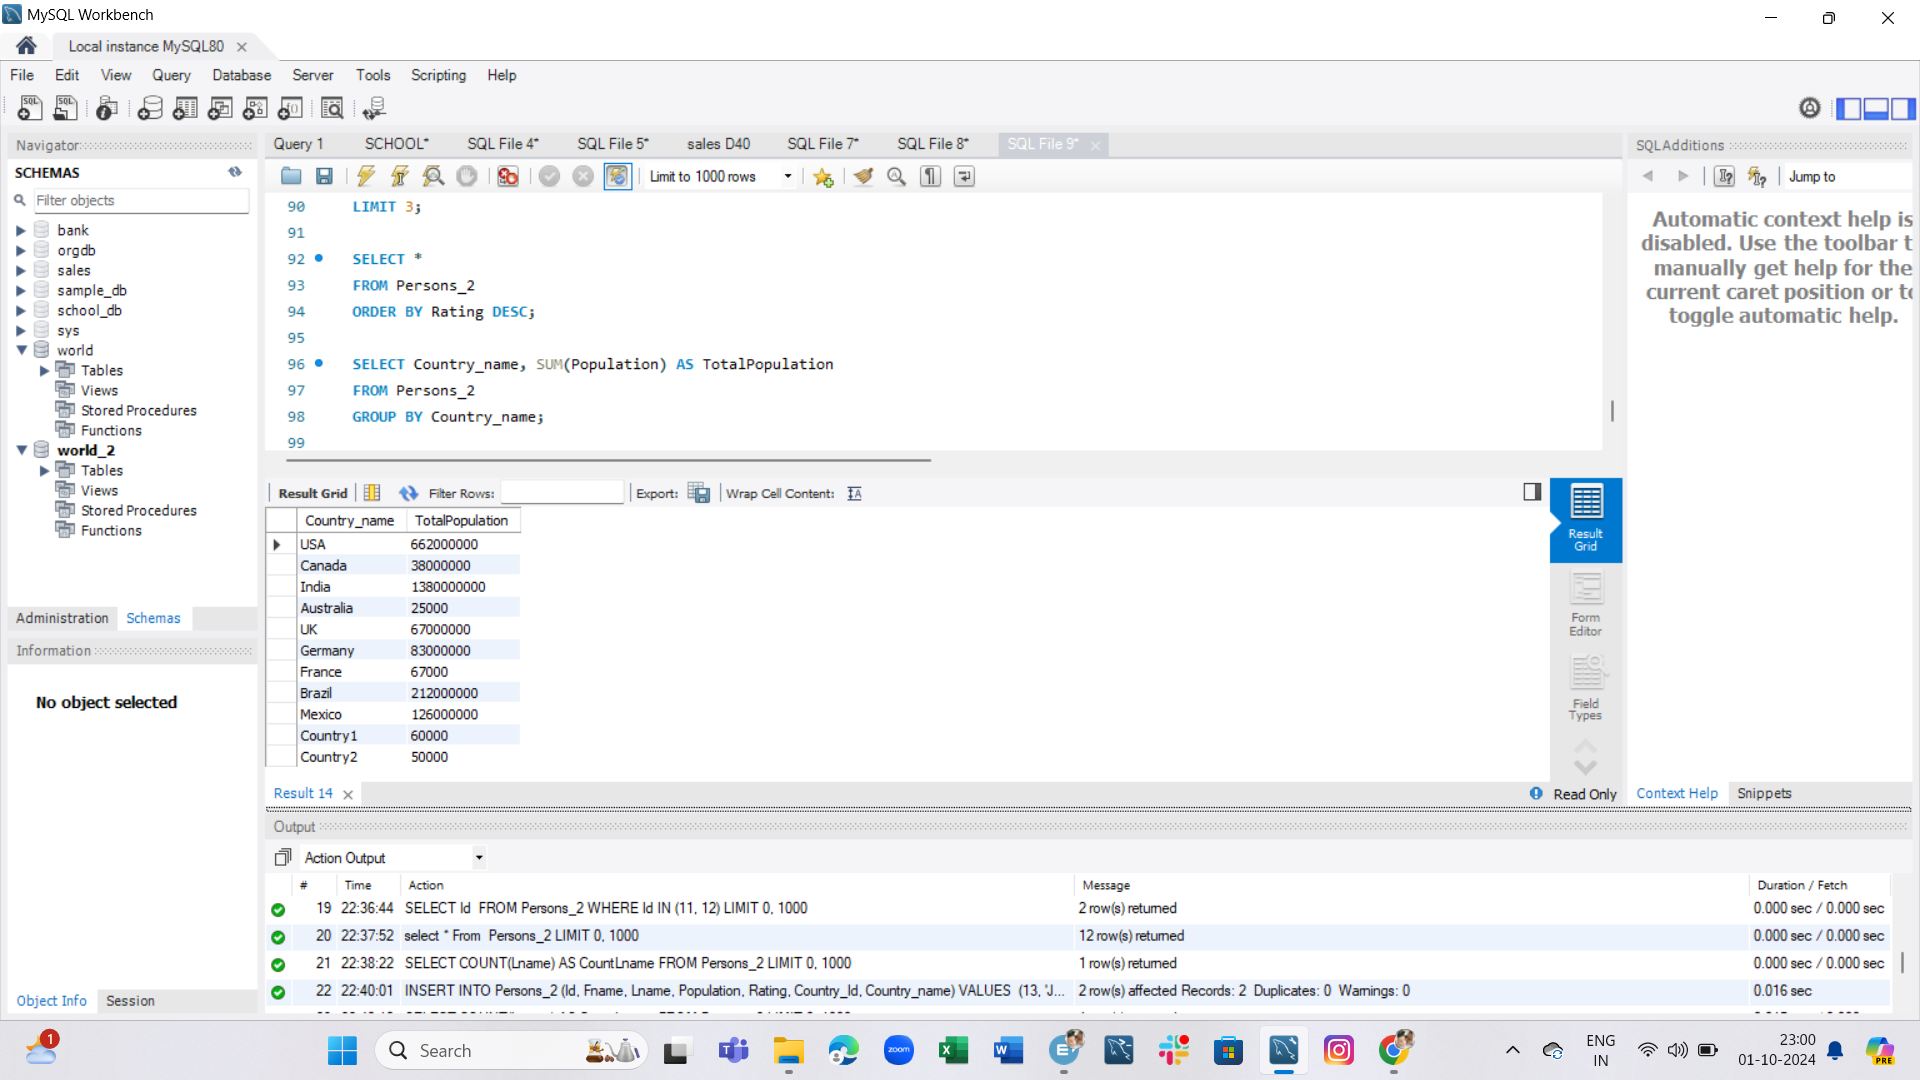 MySQL Workbench
Local instance MySQL80
File Edit View Query Database Server Tools Scripting Help
Navigator
SCHEMAS
Filter objects
bank
orgdb
sales
sample_db
school_db
sys
world
Tables
Views
Stored Procedures
Functions
world_2
Tables
Views
Stored Procedures
Functions
Administration Schemas
Information
No object selected
Object Info Session
Query 1 SCHOOL* SQL File 4* SQL File 5* sales D40 SQL File 7* SQL File 8* SQL File 9*
Limit to 1000 rows
90 LIMIT 3;
91
92 SELECT *
93 FROM Persons_2
94 ORDER BY Rating DESC;
95
96 SELECT Country_name, SUM(Population) AS TotalPopulation
97 FROM Persons_2
98 GROUP BY Country_name;
99
Result Grid Filter Rows: Export: Wrap Cell Content:
Country_name TotalPopulation
USA 662000000
Canada 38000000
India 1380000000
Australia 25000
UK 67000000
Germany 83000000
France 67000
Brazil 212000000
Mexico 126000000
Country1 60000
Country2 50000
Result Grid
Form Editor
Field Types
Result 14
Read Only
SQLAdditions
Jump to
Automatic context help is
disabled. Use the toolbar t
manually get help for the
current caret position or to
toggle automatic help.
Context Help Snippets
Output
Action Output
# Time Action Message Duration / Fetch
19 22:36:44 SELECT Id FROM Persons_2 WHERE Id IN (11, 12) LIMIT 0, 1000 2 row(s) returned 0.000 sec / 0.000 sec
20 22:37:52 select * From Persons_2 LIMIT 0, 1000 12 row(s) returned 0.000 sec / 0.000 sec
21 22:38:22 SELECT COUNT(Lname) AS CountLname FROM Persons_2 LIMIT 0, 1000 1 row(s) returned 0.000 sec / 0.000 sec
22 22:40:01 INSERT INTO Persons_2 (Id, Fname, Lname, Population, Rating, Country_Id, Country_name) VALUES (13, 'J... 2 row(s) affected Records: 2 Duplicates: 0 Warnings: 0 0.016 sec
1
Search
zoom
ENG
IN
23:00
01-10-2024
PRE